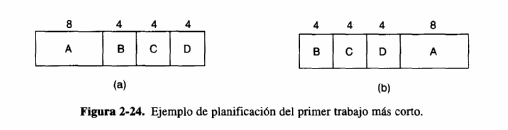 8 4 4 4
A B C D
(a)
4 4 4 8
B C D A
(b)
Figura 2-24. Ejemplo de planificación del primer trabajo más corto.